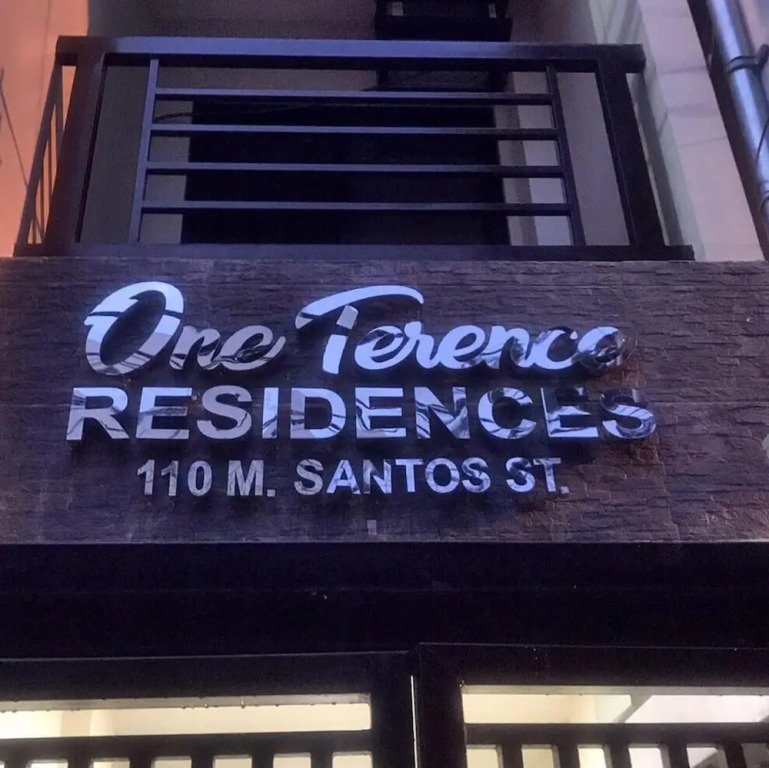 One Terence
RESIDENCES
110 M. SANTOS ST.